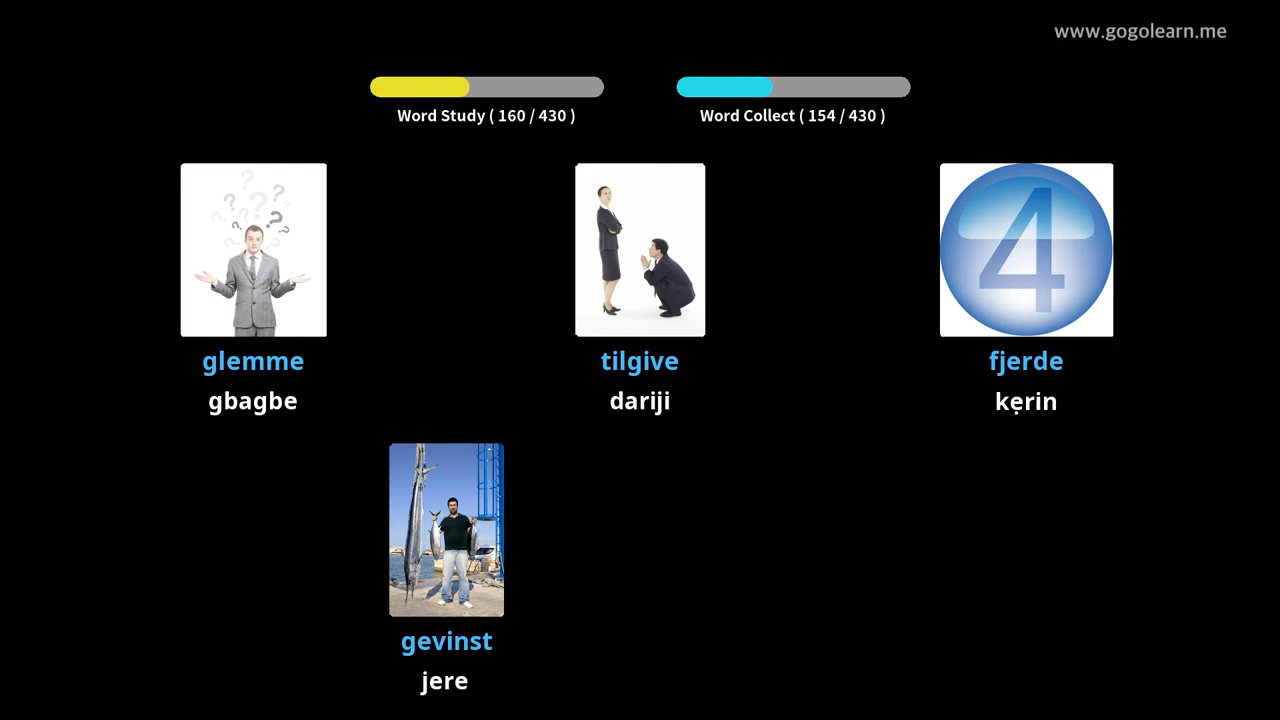 www.gogolearn.me
Word Study ( 160 / 430 )
Word Collect ( 154 / 430 )
4
glemme
gbagbe
tilgive
dariji
fjerde
kẹrin
gevinst
jere